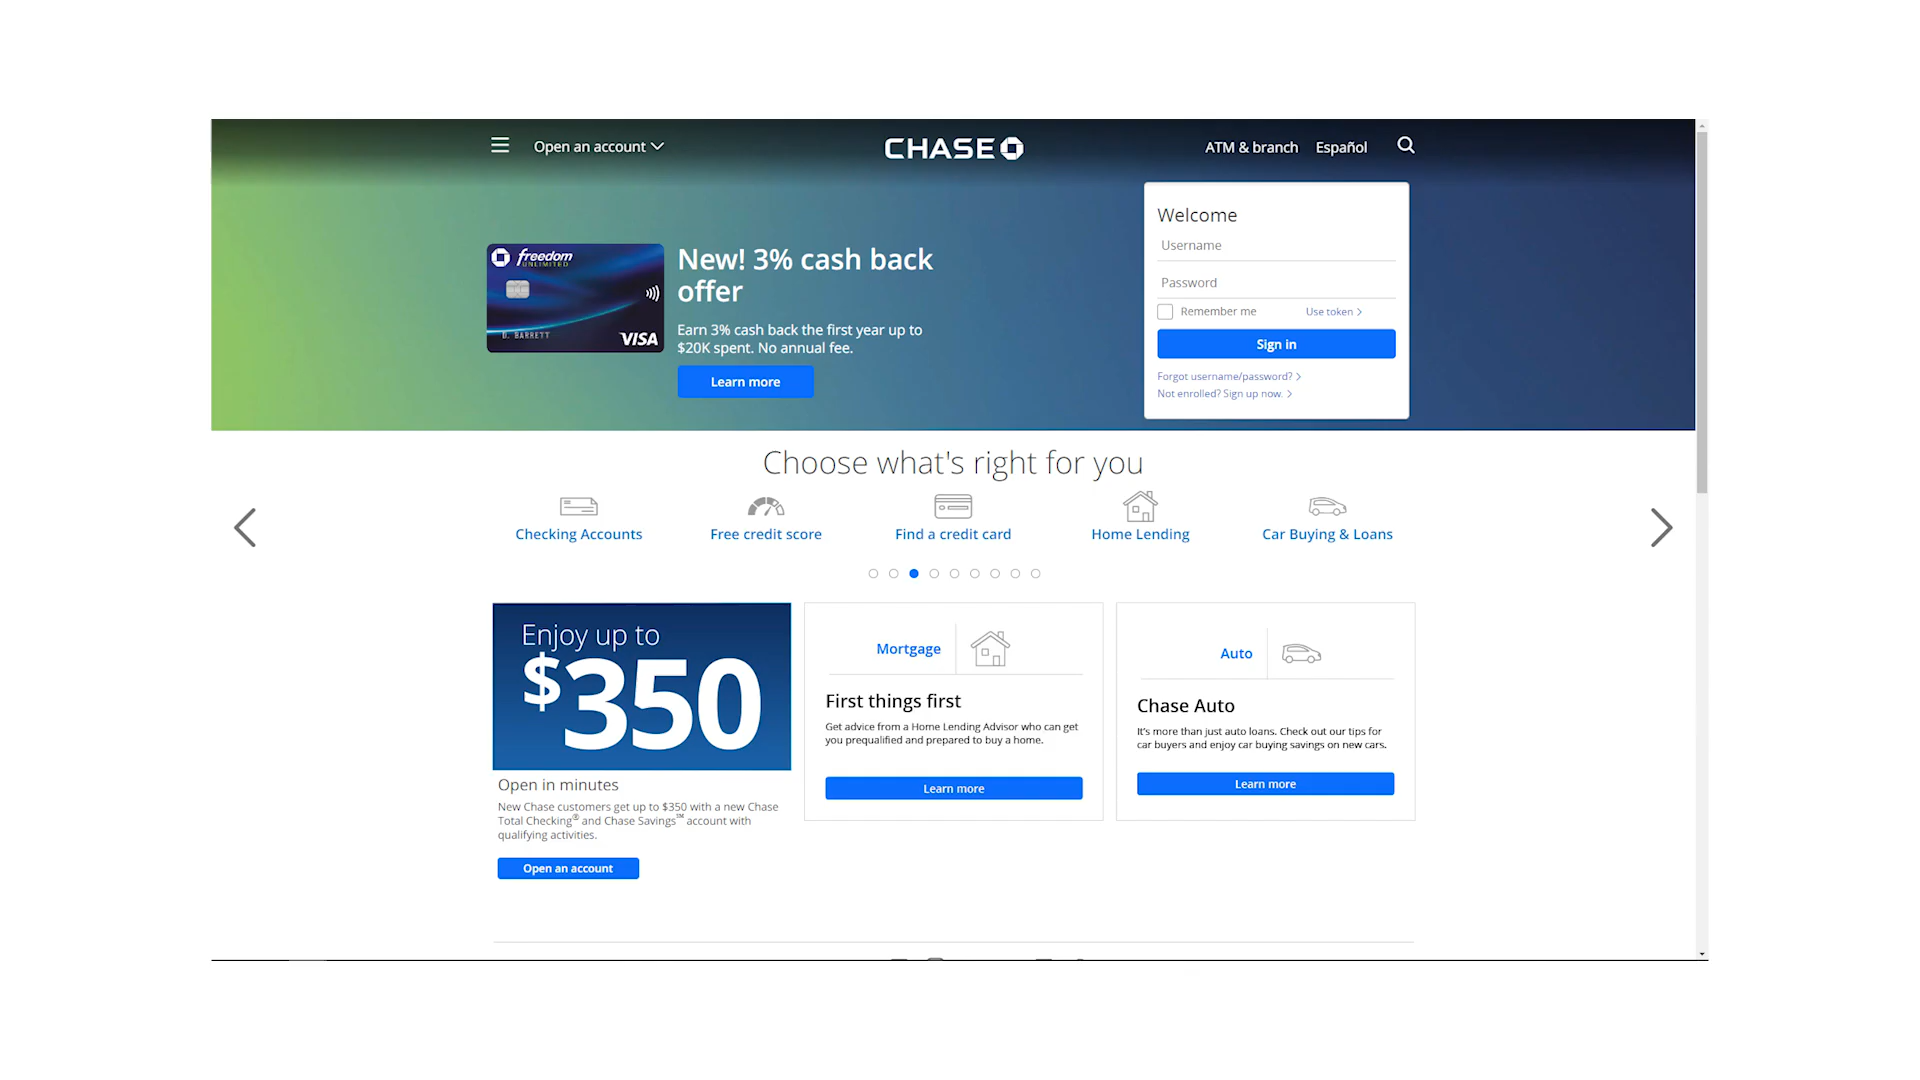 Open an account
CHASE
ATM & branch
Español
freedom
UNLIMITED
D. BARRETT
VISA
New! 3% cash back
offer
Earn 3% cash back the first year up to
$20K spent. No annual fee.
Learn more
Welcome
Username
Password
Remember me
Use token
Sign in
Forgot username/password?
Not enrolled? Sign up now.
Choose what's right for you
Checking Accounts
Free credit score
Find a credit card
Home Lending
Car Buying & Loans
Enjoy up to
$350
Open in minutes
New Chase customers get up to $350 with a new Chase
Total Checking® and Chase Savings℠ account with
qualifying activities.
Open an account
Mortgage
First things first
Get advice from a Home Lending Advisor who can get
you prequalified and prepared to buy a home.
Learn more
Auto
Chase Auto
It's more than just auto loans. Check out our tips for
car buyers and enjoy car buying savings on new cars.
Learn more